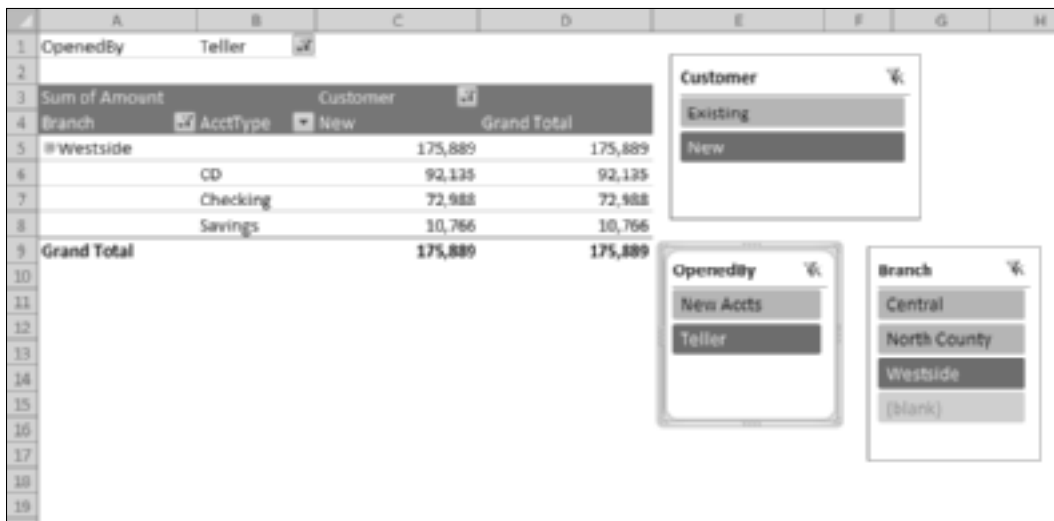 A B C D E F G H
1 OpenedBy Teller
2
3 Sum of Amount Customer
4 Branch AcctType New Grand Total
5 Westside 175,889 175,889
6 CD 92,135 92,135
7 Checking 72,988 72,988
8 Savings 10,766 10,766
9 Grand Total 175,889 175,889
10
11
12
13
14
15
16
17
18
19
Customer
Existing
New
OpenedBy
New Accts
Teller
Branch
Central
North County
Westside
(blank)